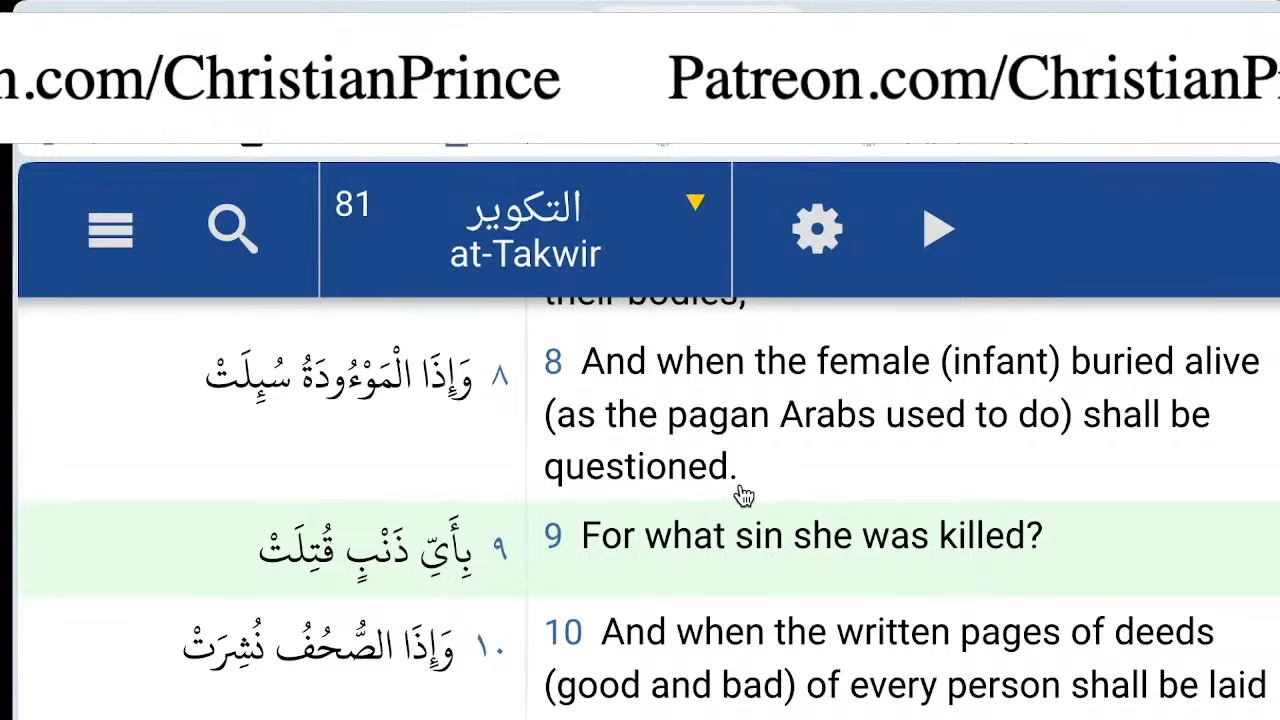 n.com/ChristianPrince Patreon.com/ChristianP
81 التكوير
at-Takwir
their bodies,
وَإِذَا الْمَوْءُودَةُ سُئِلَتْ ٨
8 And when the female (infant) buried alive
(as the pagan Arabs used to do) shall be
questioned.
بِأَيِّ ذَنْبٍ قُتِلَتْ ٩
9 For what sin she was killed?
وَإِذَا الصُّحُفُ نُشِرَتْ ١٠
10 And when the written pages of deeds
(good and bad) of every person shall be laid